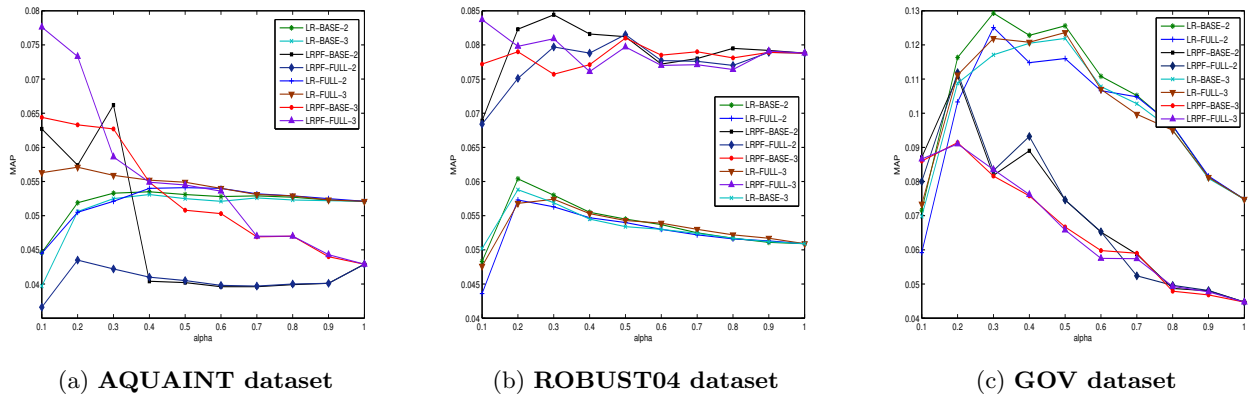 0.08
0.075
0.07
0.065
0.06
0.055
0.05
0.045
0.04
MAP
LR-BASE-2
LR-BASE-3
LRPF-BASE-2
LRPF-FULL-2
LR-FULL-2
LR-FULL-3
LRPF-BASE-3
LRPF-FULL-3
0.1 0.2 0.3 0.4 0.5 0.6 0.7 0.8 0.9 1
alpha
(a) AQUAINT dataset
0.085
0.08
0.075
0.07
0.065
0.06
0.055
0.05
0.045
0.04
MAP
LR-BASE-2
LR-FULL-2
LRPF-BASE-2
LRPF-FULL-2
LRPF-BASE-3
LR-FULL-3
LRPF-FULL-3
LR-BASE-3
0.1 0.2 0.3 0.4 0.5 0.6 0.7 0.8 0.9 1
alpha
(b) ROBUST04 dataset
0.13
0.12
0.11
0.1
0.09
0.08
0.07
0.06
0.05
0.04
MAP
LR-BASE-2
LR-FULL-2
LRPF-BASE-2
LRPF-FULL-2
LR-BASE-3
LR-FULL-3
LRPF-BASE-3
LRPF-FULL-3
0.1 0.2 0.3 0.4 0.5 0.6 0.7 0.8 0.9 1
alpha
(c) GOV dataset